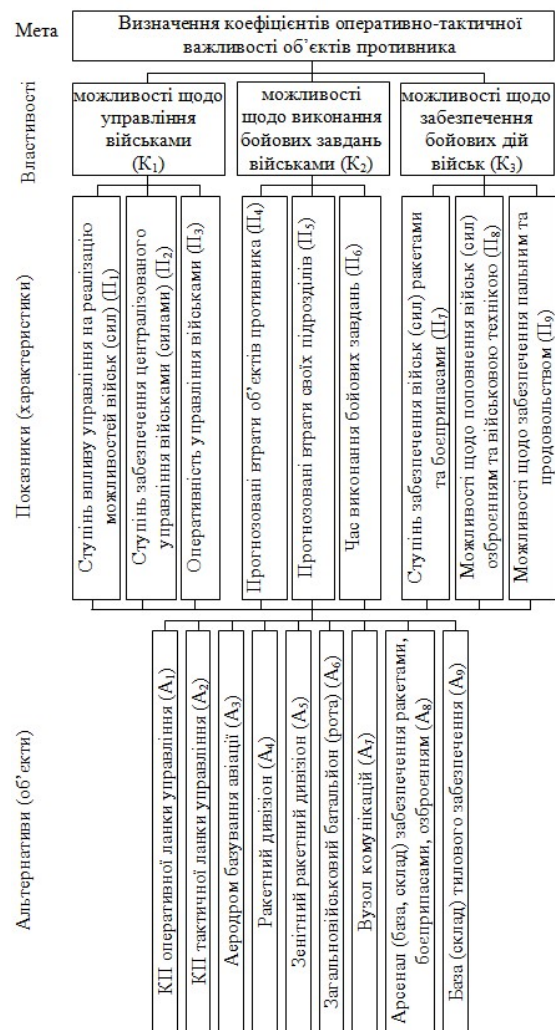 Мета
Визначення коефіцієнтів оперативно-тактичної
важливості об’єктів противника
Властивості
можливості щодо
управління
військами
(К₁)
можливості
щодо виконання
бойових завдань
військами (К₂)
можливості щодо
забезпечення
бойових дій
військ (К₃)
Показники (характеристики)
Ступінь впливу управління на реалізацію
можливостей військ (сил) (П₁)
Ступінь забезпечення централізованого
управління військами (силами) (П₂)
Оперативність управління військами (П₃)
Прогнозовані втрати об’єктів противника (П₄)
Прогнозовані втрати своїх підрозділів (П₅)
Час виконання бойових завдань (П₆)
Ступінь забезпечення військ (сил) ракетами
та боєприпасами (П₇)
Можливості щодо поповнення військ (сил)
озброєнням та військовою технікою (П₈)
Можливості щодо забезпечення пальним та
продовольством (П₉)
Альтернативи (об’єкти)
КП оперативної ланки управління (А₁)
КП тактичної ланки управління (А₂)
Аеродром базування авіації (А₃)
Ракетний дивізіон (А₄)
Зенітний ракетний дивізіон (А₅)
Загальновійськовий батальйон (рота) (А₆)
Вузол комунікацій (А₇)
Арсенал (база, склад) забезпечення ракетами,
боєприпасами, озброєнням (А₈)
База (склад) тилового забезпечення (А₉)